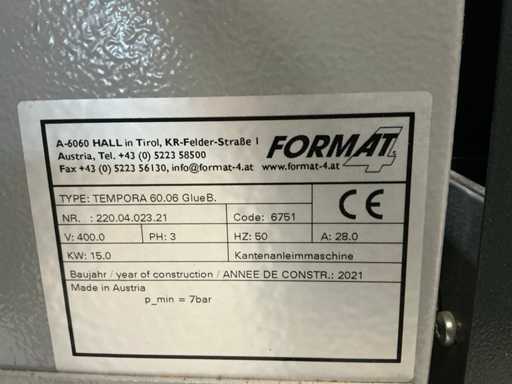 A-6060 HALL in Tirol, KR-Felder-Straße 1
Austria, Tel. +43 (0) 5223 58500
Fax +43 (0) 5223 56130, info@format-4.at www.format-4.at
FORMAT 4
TYPE: TEMPORA 60.06 GlueB.
NR. : 220.04.023.21 Code: 6751
CE
V: 400.0 PH: 3 HZ: 50 A: 28.0
KW: 15.0 Kantenanleimmaschine
Baujahr / year of construction / ANNEE DE CONSTR.: 2021
Made in Austria
p_min = 7bar